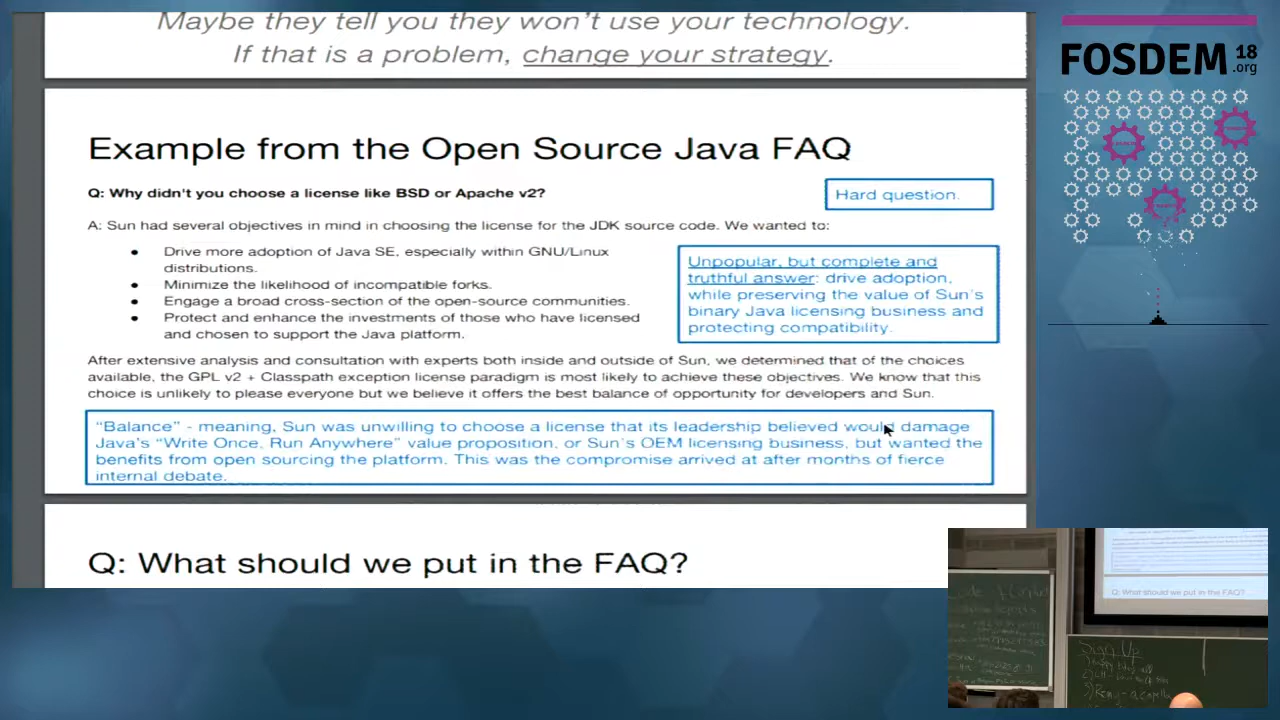 Maybe they tell you they won't use your technology.
If that is a problem, change your strategy.
Example from the Open Source Java FAQ
Q: Why didn't you choose a license like BSD or Apache v2?
Hard question.
A: Sun had several objectives in mind in choosing the license for the JDK source code. We wanted to:
• Drive more adoption of Java SE, especially within GNU/Linux
distributions.
• Minimize the likelihood of incompatible forks.
• Engage a broad cross-section of the open-source communities.
• Protect and enhance the investments of those who have licensed
and chosen to support the Java platform.
Unpopular, but complete and
truthful answer: drive adoption,
while preserving the value of Sun's
binary Java licensing business and
protecting compatibility.
After extensive analysis and consultation with experts both inside and outside of Sun, we determined that of the choices
available, the GPL v2 + Classpath exception license paradigm is most likely to achieve these objectives. We know that this
choice is unlikely to please everyone but we believe it offers the best balance of opportunity for developers and Sun.
"Balance" - meaning, Sun was unwilling to choose a license that its leadership believed would damage
Java's "Write Once, Run Anywhere" value proposition, or Sun's OEM licensing business, but wanted the
benefits from open sourcing the platform. This was the compromise arrived at after months of fierce
internal debate.
Q: What should we put in the FAQ?
FOSDEM 18
.org
Q: What should we put in the FAQ?
Code of Conduct
Sign Up